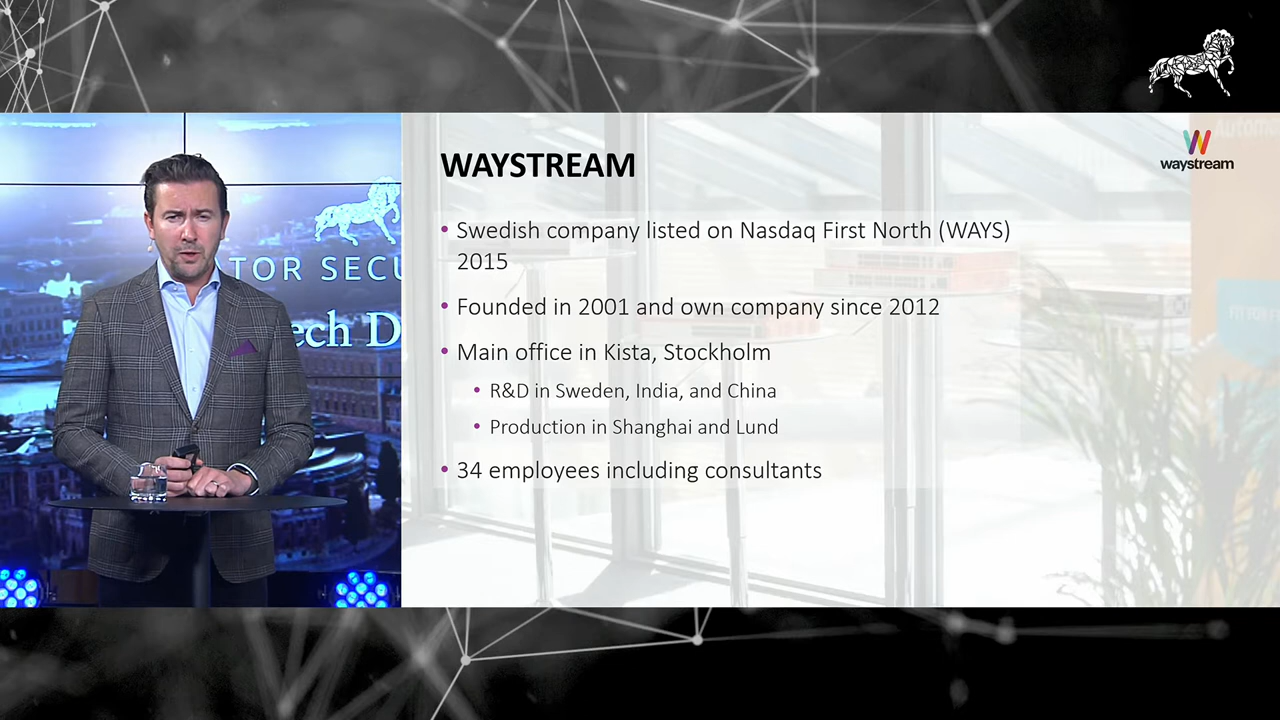 waystream
WAYSTREAM
• Swedish company listed on Nasdaq First North (WAYS)
2015
• Founded in 2001 and own company since 2012
• Main office in Kista, Stockholm
• R&D in Sweden, India, and China
• Production in Shanghai and Lund
• 34 employees including consultants
TOR SECU
ech D